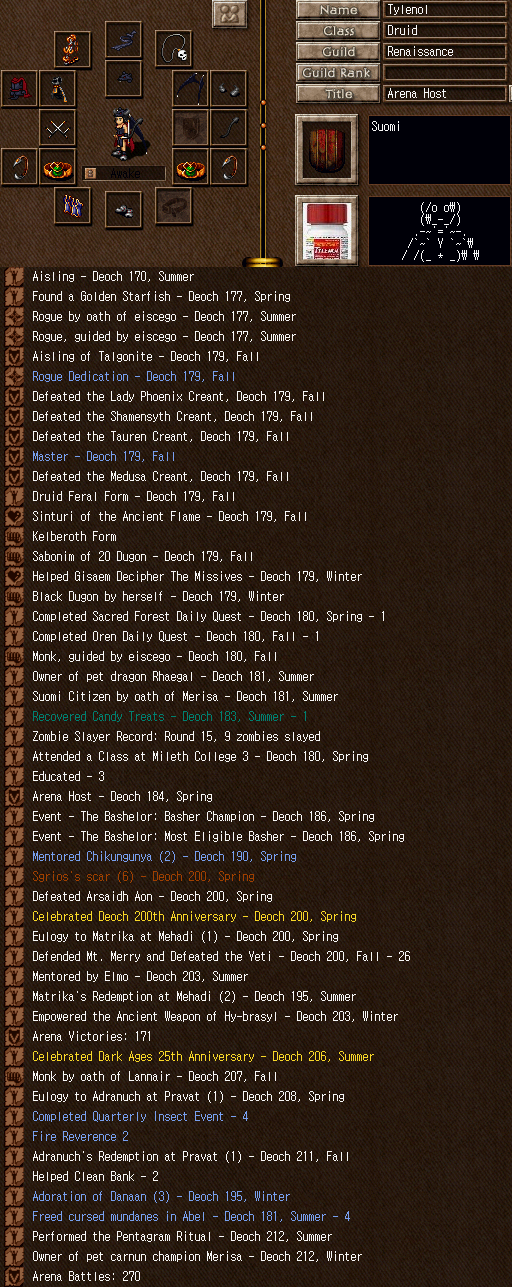 Name Tylenol
Class Druid
Guild Renaissance
Guild Rank
Title Arena Host
Awake
Suomi
TYLENOL
(/o o₩)
(₩_-_/)
.-~'=`~-.
/`~` Y `~`₩
/ /(_ * _)₩ ₩
Aisling - Deoch 170, Summer
Found a Golden Starfish - Deoch 177, Spring
Rogue by oath of eiscego - Deoch 177, Summer
Rogue, guided by eiscego - Deoch 177, Summer
Aisling of Talgonite - Deoch 179, Fall
Rogue Dedication - Deoch 179, Fall
Defeated the Lady Phoenix Creant, Deoch 179, Fall
Defeated the Shamensyth Creant, Deoch 179, Fall
Defeated the Tauren Creant, Deoch 179, Fall
Master - Deoch 179, Fall
Defeated the Medusa Creant, Deoch 179, Fall
Druid Feral Form - Deoch 179, Fall
Sinturi of the Ancient Flame - Deoch 179, Fall
Kelberoth Form
Sabonim of 20 Dugon - Deoch 179, Fall
Helped Gisaem Decipher The Missives - Deoch 179, Winter
Black Dugon by herself - Deoch 179, Winter
Completed Sacred Forest Daily Quest - Deoch 180, Spring - 1
Completed Oren Daily Quest - Deoch 180, Fall - 1
Monk, guided by eiscego - Deoch 180, Fall
Owner of pet dragon Rhaegal - Deoch 181, Summer
Suomi Citizen by oath of Merisa - Deoch 181, Summer
Recovered Candy Treats - Deoch 183, Summer - 1
Zombie Slayer Record: Round 15, 9 zombies slayed
Attended a Class at Mileth College 3 - Deoch 180, Spring
Educated - 3
Arena Host - Deoch 184, Spring
Event - The Bashelor: Basher Champion - Deoch 186, Spring
Event - The Bashelor: Most Eligible Basher - Deoch 186, Spring
Mentored Chikungunya (2) - Deoch 190, Spring
Sgrios's scar (6) - Deoch 200, Spring
Defeated Arsaidh Aon - Deoch 200, Spring
Celebrated Deoch 200th Anniversary - Deoch 200, Spring
Eulogy to Matrika at Mehadi (1) - Deoch 200, Spring
Defended Mt. Merry and Defeated the Yeti - Deoch 200, Fall - 26
Mentored by Elmo - Deoch 203, Summer
Matrika's Redemption at Mehadi (2) - Deoch 195, Summer
Empowered the Ancient Weapon of Hy-brasyl - Deoch 203, Winter
Arena Victories: 171
Celebrated Dark Ages 25th Anniversary - Deoch 206, Summer
Monk by oath of Lannair - Deoch 207, Fall
Eulogy to Adranuch at Pravat (1) - Deoch 208, Spring
Completed Quarterly Insect Event - 4
Fire Reverence 2
Adranuch's Redemption at Pravat (1) - Deoch 211, Fall
Helped Clean Bank - 2
Adoration of Danaan (3) - Deoch 195, Winter
Freed cursed mundanes in Abel - Deoch 181, Summer - 4
Performed the Pentagram Ritual - Deoch 212, Summer
Owner of pet carnun champion Merisa - Deoch 212, Winter
Arena Battles: 270